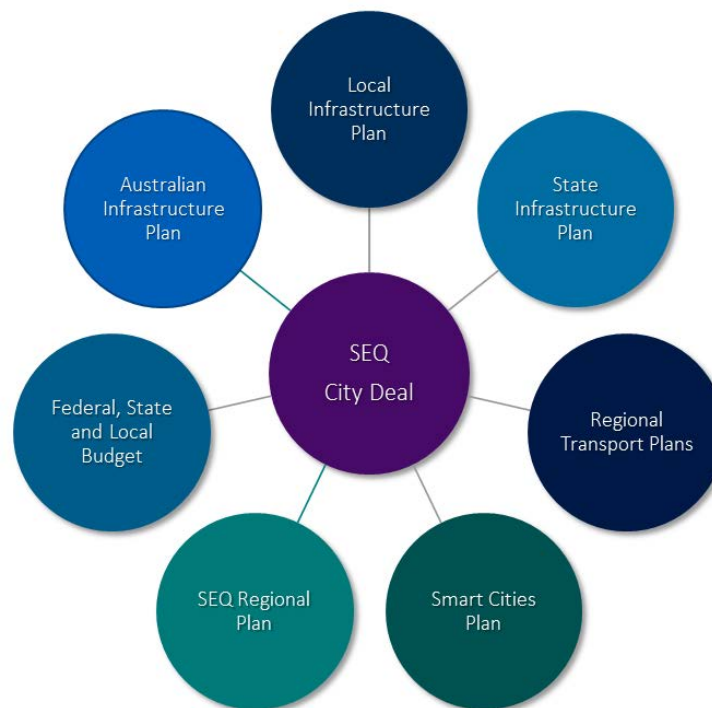 Local
Infrastructure
Plan
Australian
Infrastructure
Plan
State
Infrastructure
Plan
SEQ
City Deal
Federal, State
and Local
Budget
Regional
Transport Plans
SEQ Regional
Plan
Smart Cities
Plan